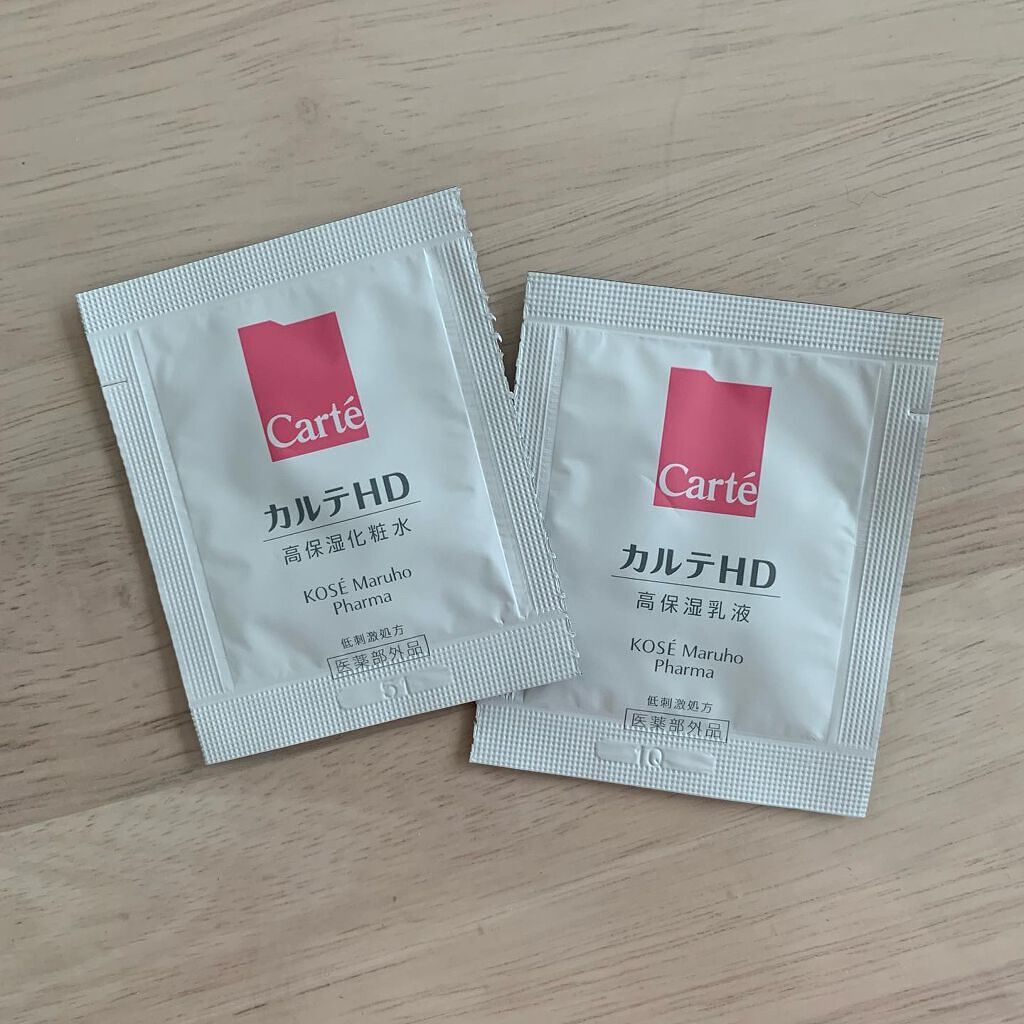 Carté
カルテHD
高保湿化粧水
KOSÉ Maruho
Pharma
低刺激処方
医薬部外品
Carté
カルテHD
高保湿乳液
KOSÉ Maruho
Pharma
低刺激処方
医薬部外品
1Q